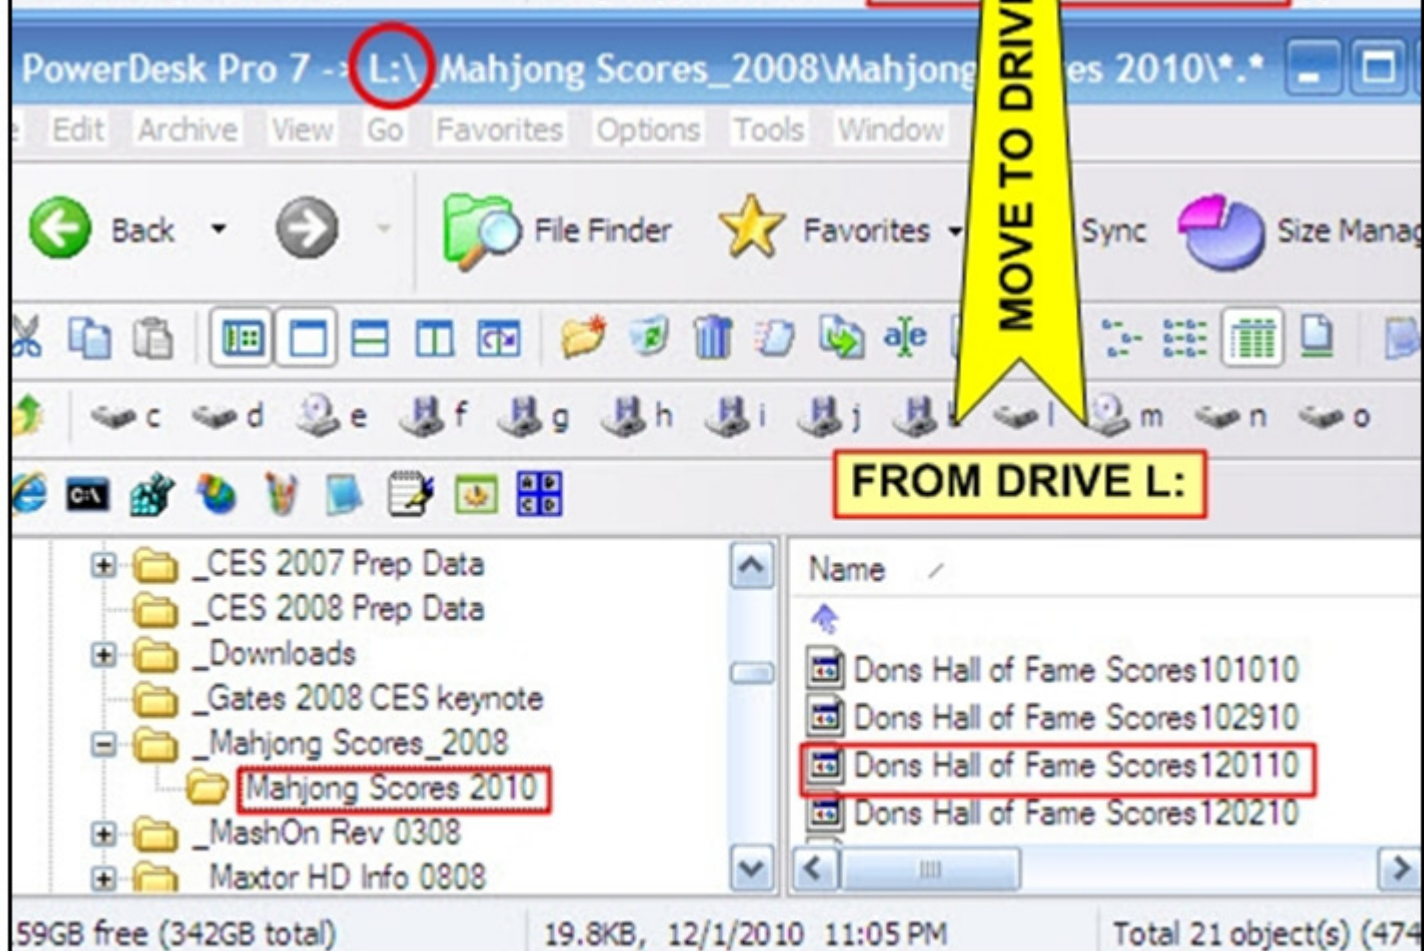 MOVE TO DRIVE
PowerDesk Pro 7 -> L:\_Mahjong Scores_2008\Mahjong es 2010\*.*
Edit Archive View Go Favorites Options Tools Window
Back File Finder Favorites Sync Size Manag
c d e f g h i j l m n o
FROM DRIVE L:
C:\
A B
C D
_CES 2007 Prep Data
_CES 2008 Prep Data
_Downloads
_Gates 2008 CES keynote
_Mahjong Scores_2008
Mahjong Scores 2010
_MashOn Rev 0308
Maxtor HD Info 0808
Name
Dons Hall of Fame Scores101010
Dons Hall of Fame Scores102910
Dons Hall of Fame Scores120110
Dons Hall of Fame Scores120210
.59GB free (342GB total) 19.8KB, 12/1/2010 11:05 PM Total 21 object(s) (474